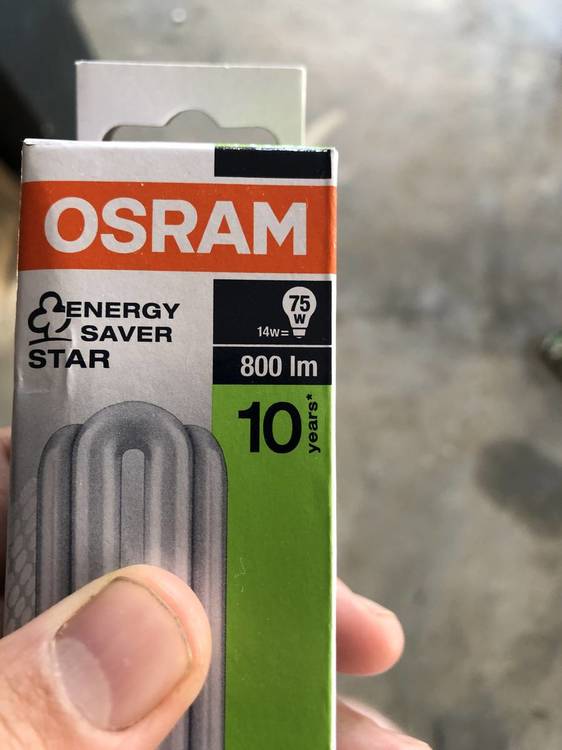 OSRAM
ENERGY
SAVER
STAR
75
W
14W=
800 lm
10 years*